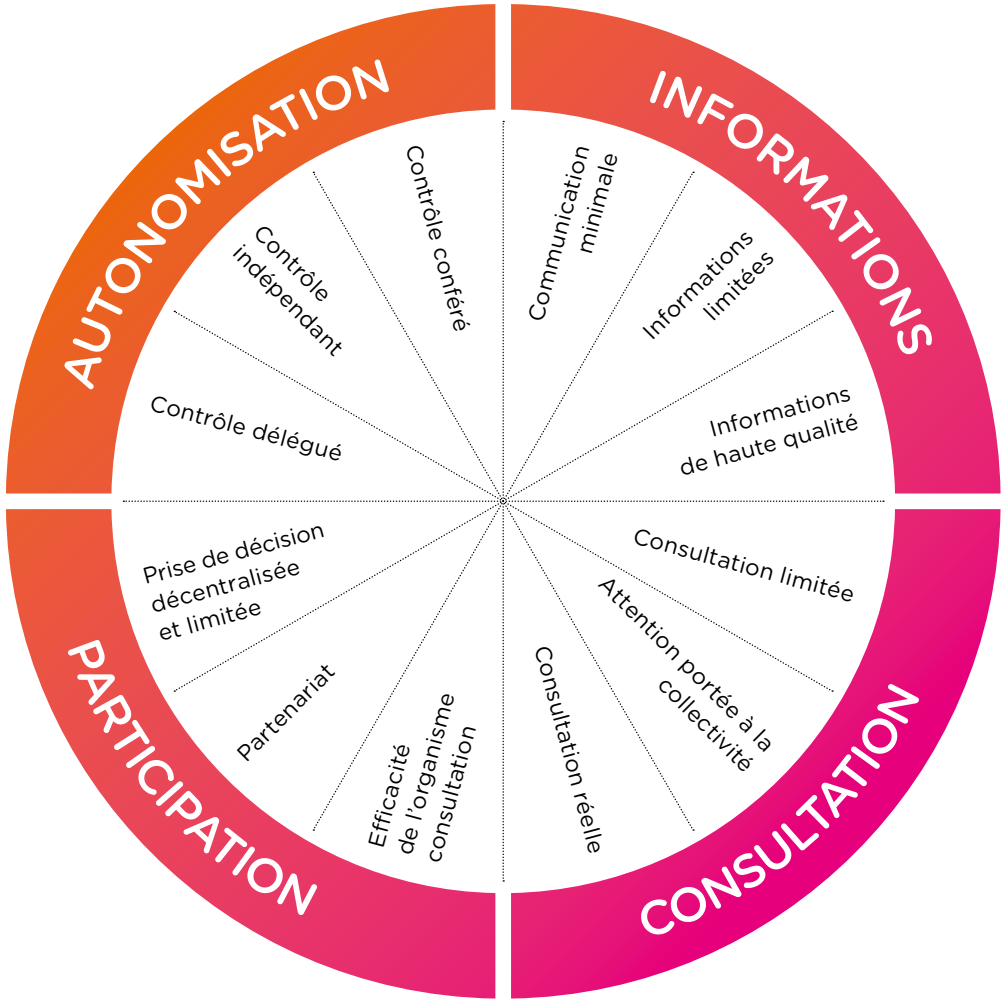 INFORMATIONS
Communication
minimale
Informations
limitées
Informations
de haute qualité
CONSULTATION
Consultation limitée
Attention portée à la
collectivité
Consultation réelle
PARTICIPATION
Efficacité
de l'organisme
consultation
Partenariat
Prise de décision
décentralisée
et limitée
AUTONOMISATION
Contrôle délégué
Contrôle
indépendant
Contrôle conféré